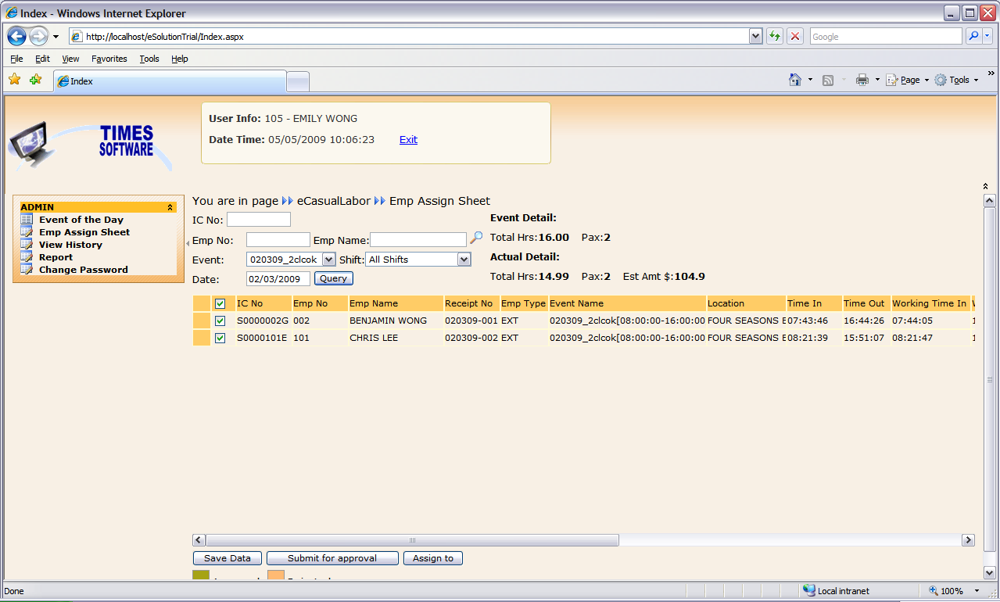 Index - Windows Internet Explorer
http://localhost/eSolutionTrial/Index.aspx
Google
File Edit View Favorites Tools Help
Index
Page Tools »
TIMES
SOFTWARE
User Info: 105 - EMILY WONG
Date Time: 05/05/2009 10:06:23 Exit
ADMIN
Event of the Day
Emp Assign Sheet
View History
Report
Change Password
You are in page eCasualLabor Emp Assign Sheet
IC No:
Emp No: Emp Name:
Event: 020309_2clcok Shift: All Shifts
Date: 02/03/2009 Query
Event Detail:
Total Hrs:16.00 Pax:2
Actual Detail:
Total Hrs:14.99 Pax:2 Est Amt $:104.9
IC No Emp No Emp Name Receipt No Emp Type Event Name Location Time In Time Out Working Time In
S0000002G 002 BENJAMIN WONG 020309-001 EXT 020309_2clcok[08:00:00-16:00:00 FOUR SEASONS 07:43:46 16:44:26 07:44:05
S0000101E 101 CHRIS LEE 020309-002 EXT 020309_2clcok[08:00:00-16:00:00 FOUR SEASONS 08:21:39 15:51:07 08:21:47
Save Data Submit for approval Assign to
Done Local intranet 100%